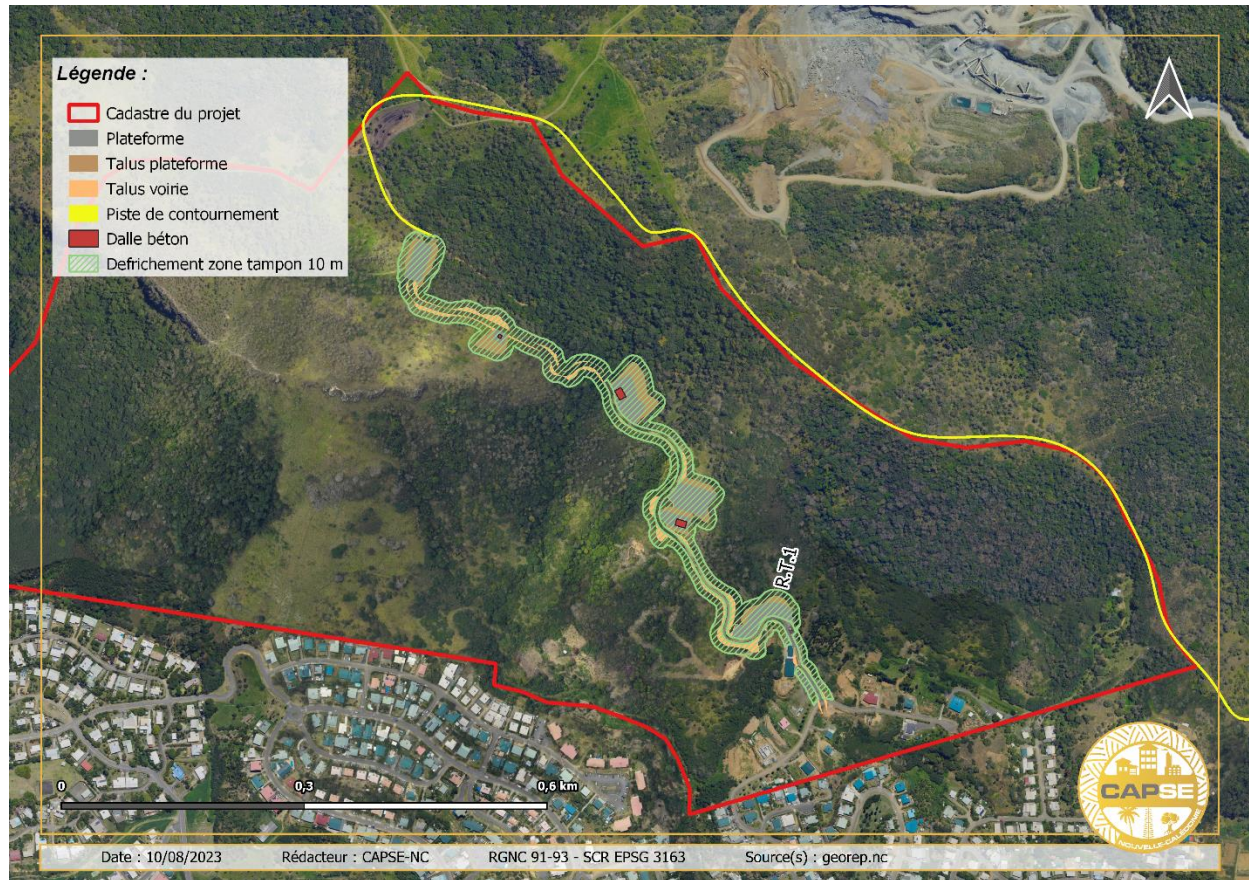 Légende :
Cadastre du projet
Plateforme
Talus plateforme
Talus voirie
Piste de contournement
Dalle béton
Defrichement zone tampon 10 m
R.T.1
0 0,3 0,6 km
CAPSE
NOUVELLE-CALÉDONIE
Date : 10/08/2023 Rédacteur : CAPSE-NC RGNC 91-93 - SCR EPSG 3163 Source(s) : georep.nc